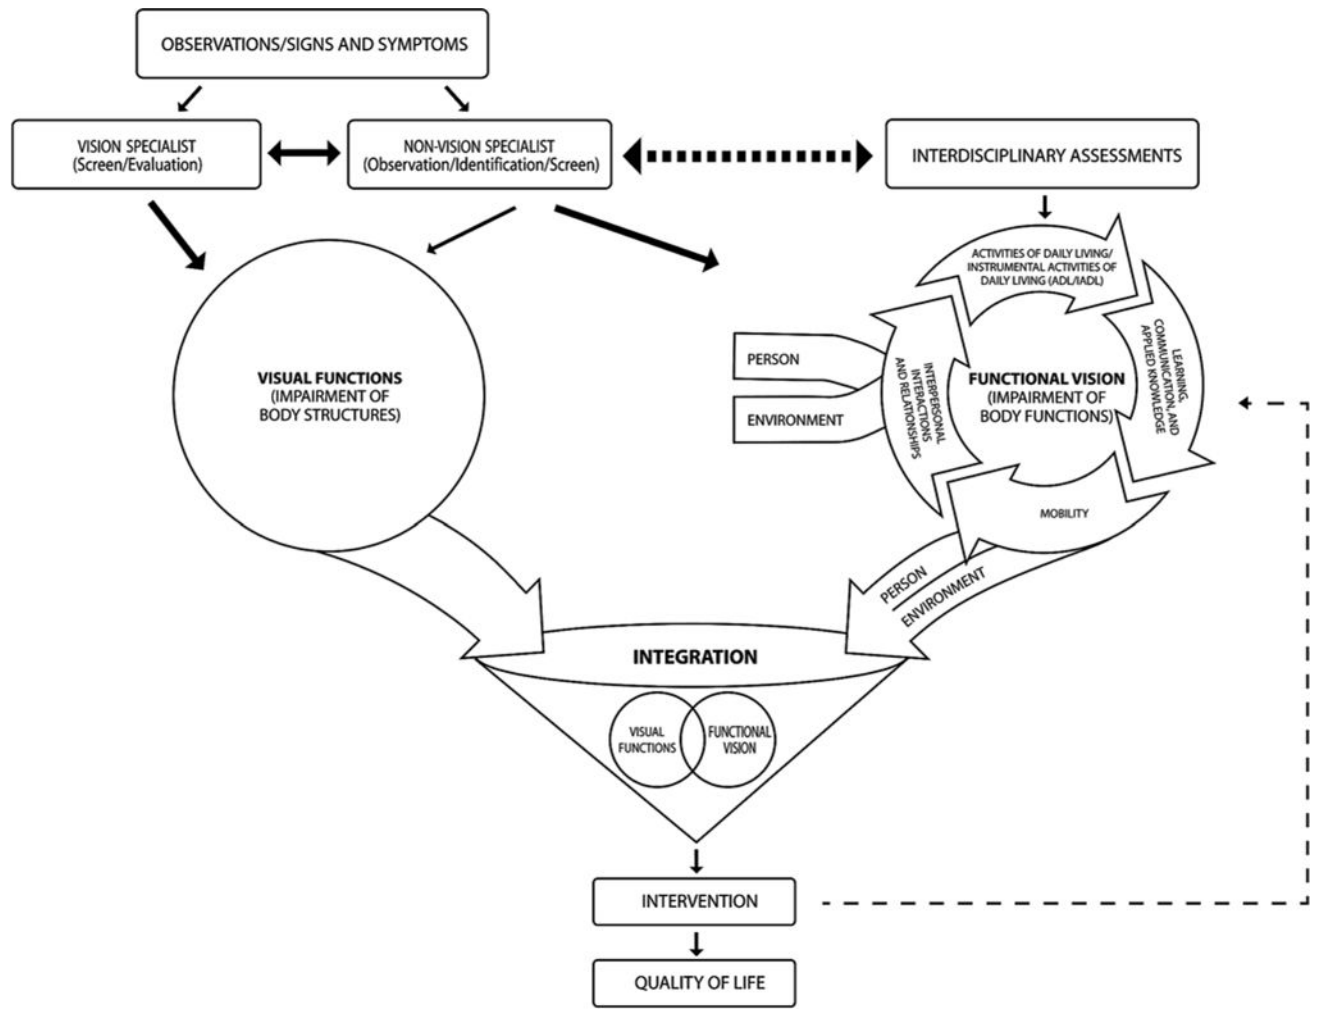 OBSERVATIONS/SIGNS AND SYMPTOMS
VISION SPECIALIST
(Screen/Evaluation)
NON-VISION SPECIALIST
(Observation/Identification/Screen)
INTERDISCIPLINARY ASSESSMENTS
ACTIVITIES OF DAILY LIVING/
INSTRUMENTAL ACTIVITIES OF
DAILY LIVING (ADL/IADL)
LEARNING,
COMMUNICATION, AND
APPLIED KNOWLEDGE
PERSON
ENVIRONMENT
INTERPERSONAL
INTERACTIONS
AND RELATIONSHIPS
FUNCTIONAL VISION
(IMPAIRMENT OF
BODY FUNCTIONS)
VISUAL FUNCTIONS
(IMPAIRMENT OF
BODY STRUCTURES)
MOBILITY
PERSON
ENVIRONMENT
INTEGRATION
VISUAL
FUNCTIONS
FUNCTIONAL
VISION
INTERVENTION
QUALITY OF LIFE